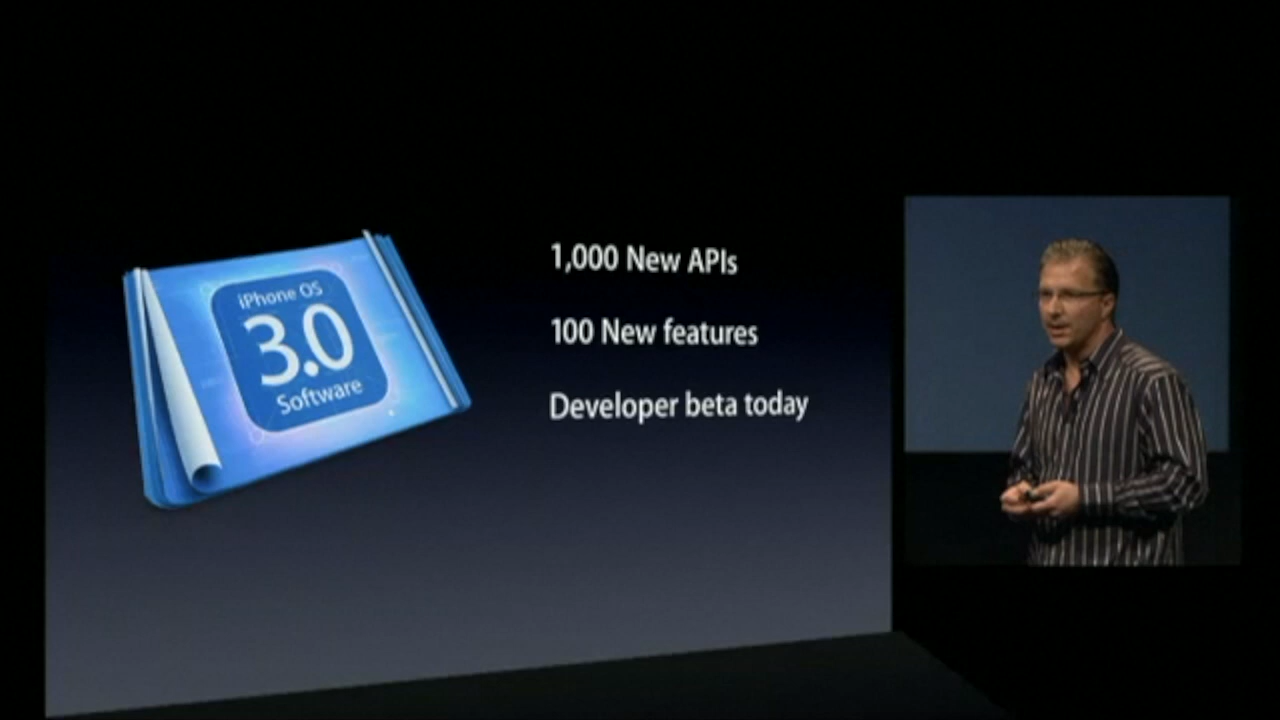 iPhone OS
3.0
Software
1,000 New APIs
100 New features
Developer beta today